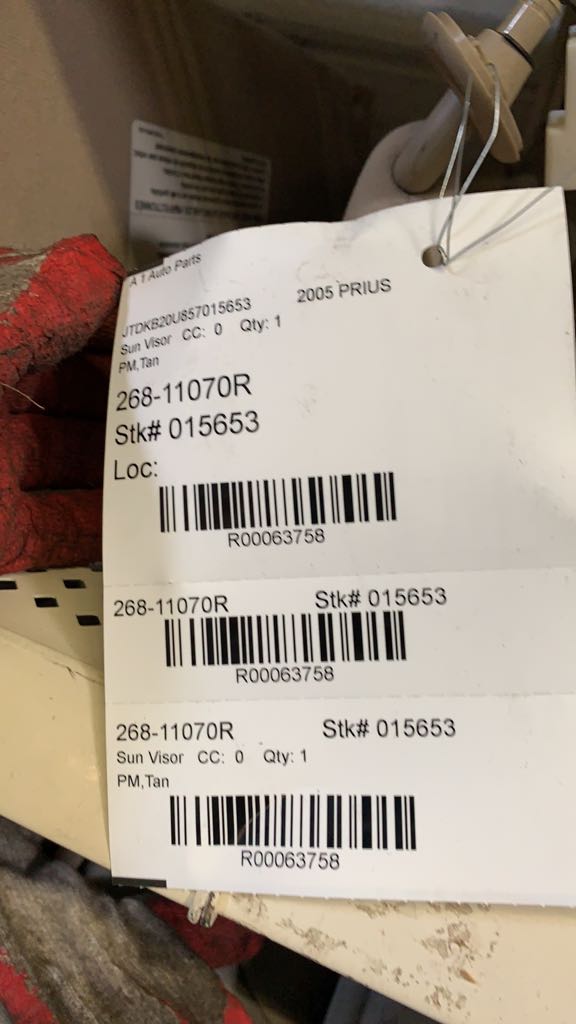 A 1 Auto Parts
JTDKB20U857015653 2005 PRIUS
Sun Visor CC: 0 Qty: 1
PM,Tan
268-11070R
Stk# 015653
Loc:
R00063758
268-11070R Stk# 015653
R00063758
268-11070R Stk# 015653
Sun Visor CC: 0 Qty: 1
PM,Tan
R00063758